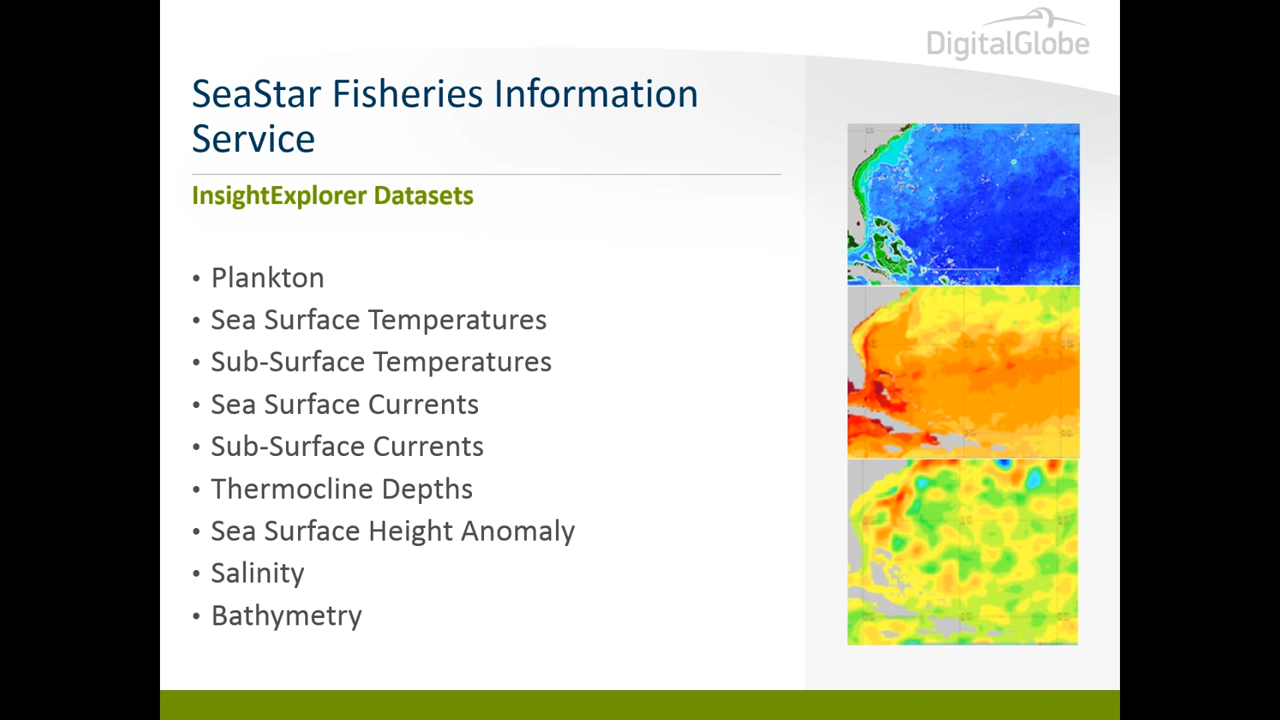 DigitalGlobe
SeaStar Fisheries Information
Service
InsightExplorer Datasets
• Plankton
• Sea Surface Temperatures
• Sub-Surface Temperatures
• Sea Surface Currents
• Sub-Surface Currents
• Thermocline Depths
• Sea Surface Height Anomaly
• Salinity
• Bathymetry